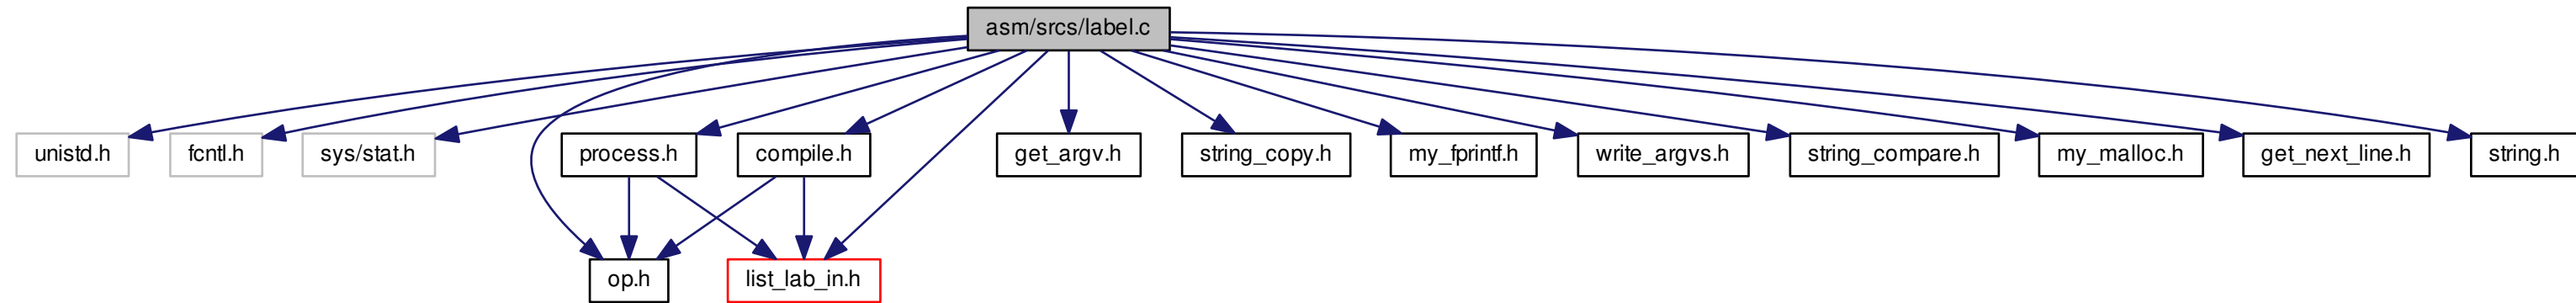 asm/srcs/label.c
unistd.h
fcntl.h
sys/stat.h
process.h
compile.h
get_argv.h
string_copy.h
my_fprintf.h
write_argvs.h
string_compare.h
my_malloc.h
get_next_line.h
string.h
op.h
list_lab_in.h